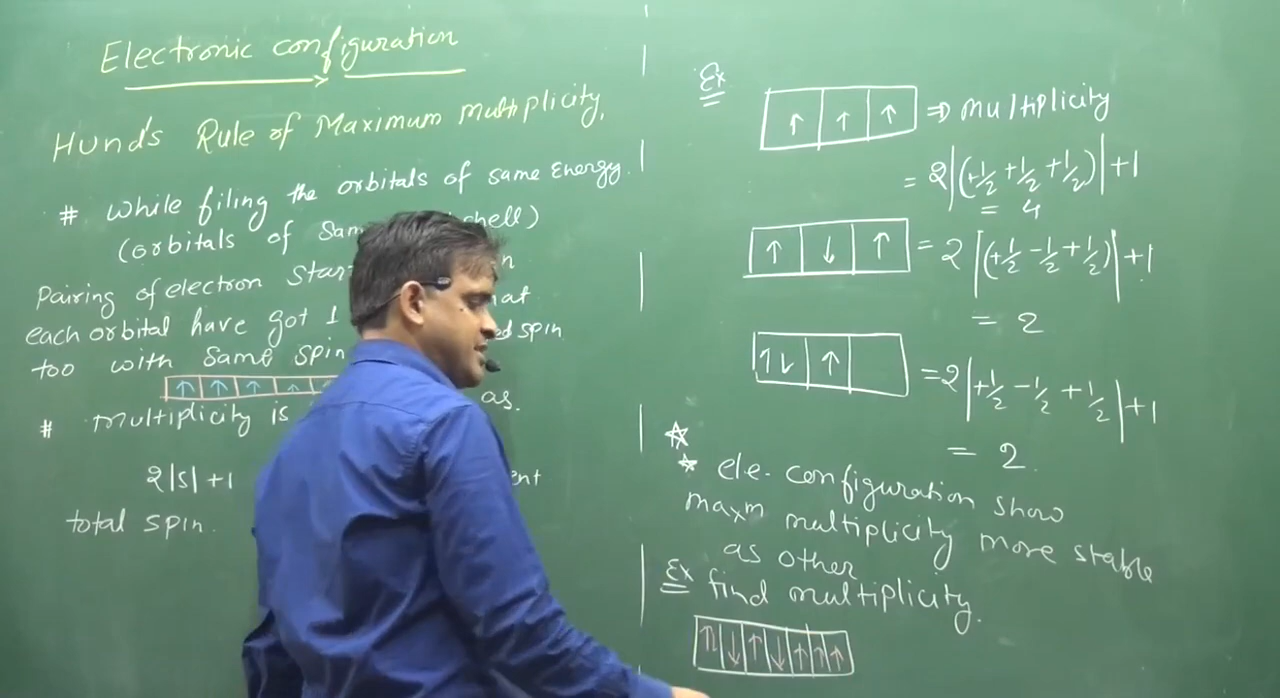 Electronic configuration
Hund's Rule of Maximum Multiplicity,
# While filing the orbitals of same Energy.
(orbitals of shell)
Pairing of electron
each orbital have got 1
too with same spin
↑ ↑ ↑ ↑
# Multiplicity is as.
2|s|+1
total spin.
Ex
↑ ↑ ↑ ⇒ multiplicity
= 2|(+1/2 +1/2 +1/2)|+1
= 4
↑ ↓ ↑ = 2|(+1/2 -1/2 +1/2)|+1
= 2
↑↓ ↑ = 2|+1/2 -1/2 +1/2|+1
= 2.
☆
* ele. configuration show
maxm multiplicity more stable
as other
Ex find multiplicity.
↑↓ ↓ ↑ ↓ ↑ ↑ ↑